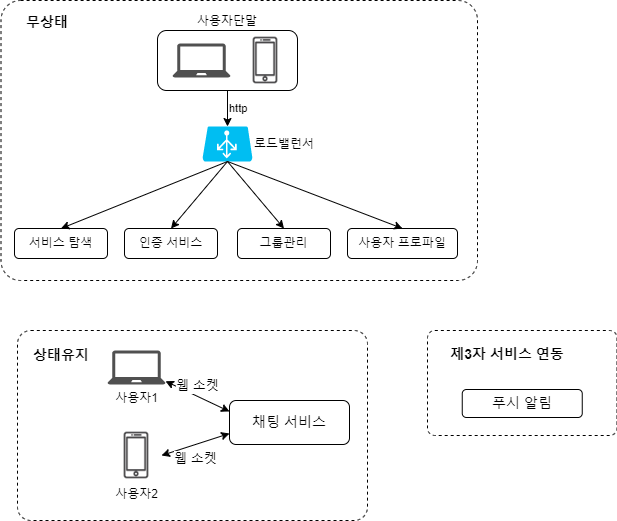 무상태
사용자단말
http
로드밸런서
서비스 탐색
인증 서비스
그룹관리
사용자 프로파일
상태유지
사용자1
웹 소켓
채팅 서비스
웹 소켓
사용자2
제3자 서비스 연동
푸시 알림